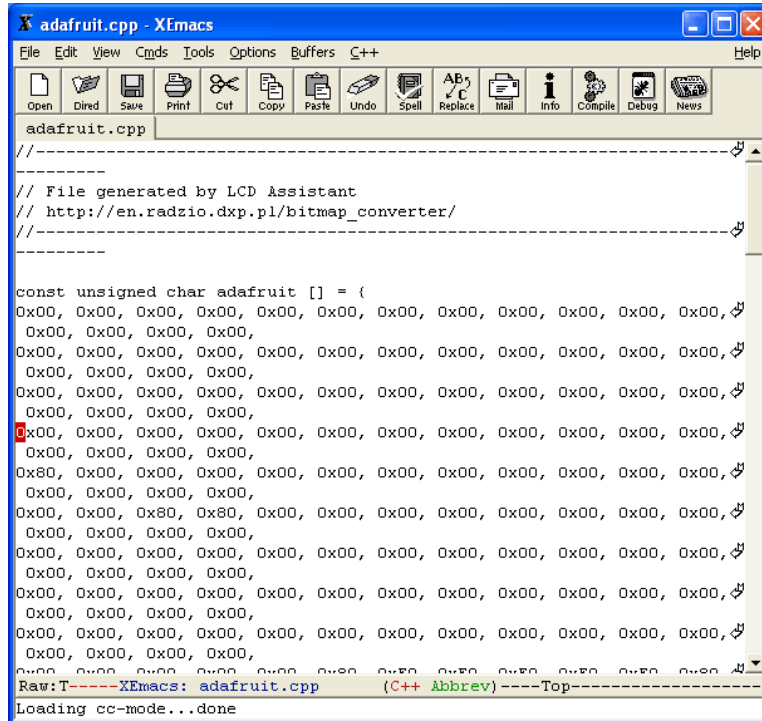 adafruit.cpp - XEmacs
File Edit View Cmds Tools Options Buffers C++ Help
Open Dired Save Print Cut Copy Paste Undo Spell Replace Mail Info Compile Debug News
adafruit.cpp
//---------------------------------------------------------------------
---------
// File generated by LCD Assistant
// http://en.radzio.dxp.pl/bitmap_converter/
//---------------------------------------------------------------------
---------
const unsigned char adafruit [] = {
0x00, 0x00, 0x00, 0x00, 0x00, 0x00, 0x00, 0x00, 0x00, 0x00, 0x00, 0x00,
0x00, 0x00, 0x00, 0x00,
0x00, 0x00, 0x00, 0x00, 0x00, 0x00, 0x00, 0x00, 0x00, 0x00, 0x00, 0x00,
0x00, 0x00, 0x00, 0x00,
0x00, 0x00, 0x00, 0x00, 0x00, 0x00, 0x00, 0x00, 0x00, 0x00, 0x00, 0x00,
0x00, 0x00, 0x00, 0x00,
0x00, 0x00, 0x00, 0x00, 0x00, 0x00, 0x00, 0x00, 0x00, 0x00, 0x00, 0x00,
0x00, 0x00, 0x00, 0x00,
0x80, 0x00, 0x00, 0x00, 0x00, 0x00, 0x00, 0x00, 0x00, 0x00, 0x00, 0x00,
0x00, 0x00, 0x00, 0x00,
0x00, 0x00, 0x80, 0x80, 0x00, 0x00, 0x00, 0x00, 0x00, 0x00, 0x00, 0x00,
0x00, 0x00, 0x00, 0x00,
0x00, 0x00, 0x00, 0x00, 0x00, 0x00, 0x00, 0x00, 0x00, 0x00, 0x00, 0x00,
0x00, 0x00, 0x00, 0x00,
0x00, 0x00, 0x00, 0x00, 0x00, 0x00, 0x00, 0x00, 0x00, 0x00, 0x00, 0x00,
0x00, 0x00, 0x00, 0x00,
0x00, 0x00, 0x00, 0x00, 0x00, 0x00, 0x00, 0x00, 0x00, 0x00, 0x00, 0x00,
0x00, 0x00, 0x00, 0x00,
Raw:T-----XEmacs: adafruit.cpp (C++ Abbrev)----Top-------------------
Loading cc-mode...done